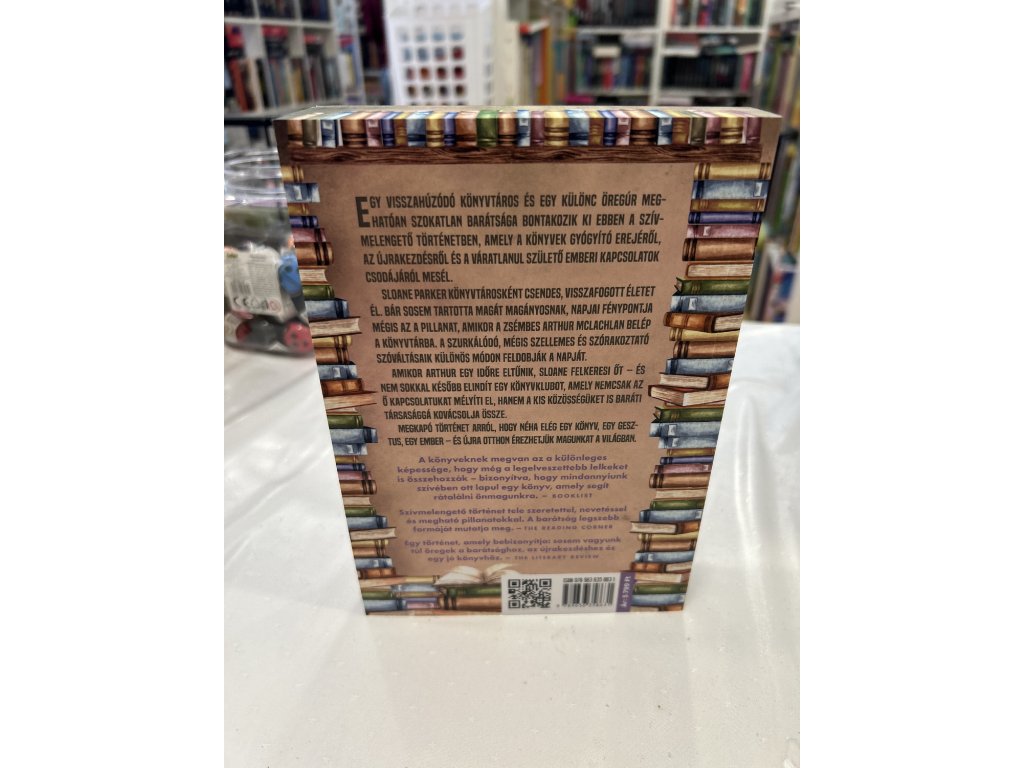 EGY VISSZAHÚZÓDÓ KÖNYVTÁROS ÉS EGY KÜLÖNC ÖREGÚR MEG-
HATÓAN SZOKATLAN BARÁTSÁGA BONTAKOZIK KI EBBEN A SZÍV-
MELENGETŐ TÖRTÉNETBEN, AMELY A KÖNYVEK GYÓGYÍTÓ EREJÉRŐL,
AZ ÚJRAKEZDÉSRŐL ÉS A VÁRATLANUL SZÜLETŐ EMBERI KAPCSOLATOK
CSODÁJÁRÓL MESÉL.
SLOANE PARKER KÖNYVTÁROSKÉNT CSENDES, VISSZAFOGOTT ÉLETET
ÉL. BÁR SOSEM TARTOTTA MAGÁT MAGÁNYOSNAK, NAPJAI FÉNYPONTJA
MÉGIS AZ A PILLANAT, AMIKOR A ZSÉMBES ARTHUR MCLACHLAN BELÉP
A KÖNYVTÁRBA. A SZURKÁLÓDÓ, MÉGIS SZELLEMES ÉS SZÓRAKOZTATÓ
SZÓVÁLTÁSAIK KÜLÖNÖS MÓDON FELDOBJÁK A NAPJÁT.
AMIKOR ARTHUR EGY IDŐRE ELTŰNIK, SLOANE FELKERESI ŐT – ÉS
NEM SOKKAL KÉSŐBB ELINDÍT EGY KÖNYVKLUBOT, AMELY NEMCSAK AZ
Ő KAPCSOLATUKAT MÉLYÍTI EL, HANEM A KIS KÖZÖSSÉGÜKET IS BARÁTI
TÁRSASÁGGÁ KOVÁCSOLJA ÖSSZE.
MEGKAPÓ TÖRTÉNET ARRÓL, HOGY NÉHA ELÉG EGY KÖNYV, EGY GESZ-
TUS, EGY EMBER – ÉS ÚJRA OTTHON ÉREZHETJÜK MAGUNKAT A VILÁGBAN.
A könyveknek megvan az a különleges
képessége, hogy még a legelveszettebb lelkeket
is összehozzák – bizonyítva, hogy mindannyiunk
szívében ott lapul egy könyv, amely segít
rátalálni önmagunkra. – BOOKLIST
Szívmelengető történet tele szeretettel, nevetéssel
és megható pillanatokkal. A barátság legszebb
formáját mutatja meg. – THE READING CORNER
Egy történet, amely bebizonyítja: sosem vagyunk
túl öregek a barátsághoz, az újrakezdéshez és
egy jó könyvhöz. – THE LITERARY REVIEW